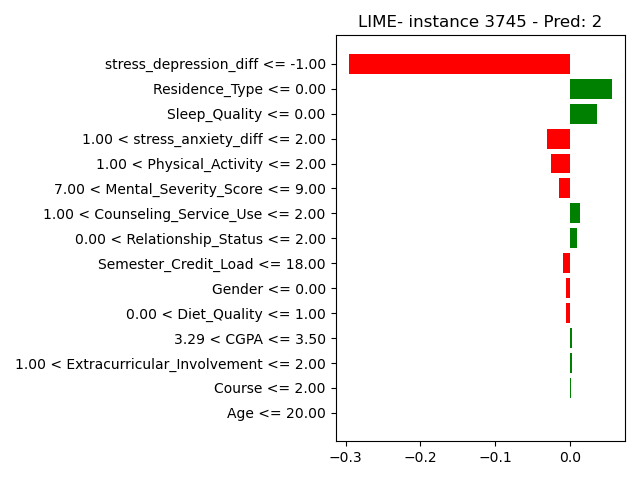 LIME- instance 3745 - Pred: 2
stress_depression_diff <= -1.00
Residence_Type <= 0.00
Sleep_Quality <= 0.00
1.00 < stress_anxiety_diff <= 2.00
1.00 < Physical_Activity <= 2.00
7.00 < Mental_Severity_Score <= 9.00
1.00 < Counseling_Service_Use <= 2.00
0.00 < Relationship_Status <= 2.00
Semester_Credit_Load <= 18.00
Gender <= 0.00
0.00 < Diet_Quality <= 1.00
3.29 < CGPA <= 3.50
1.00 < Extracurricular_Involvement <= 2.00
Course <= 2.00
Age <= 20.00
−0.3 −0.2 −0.1 0.0